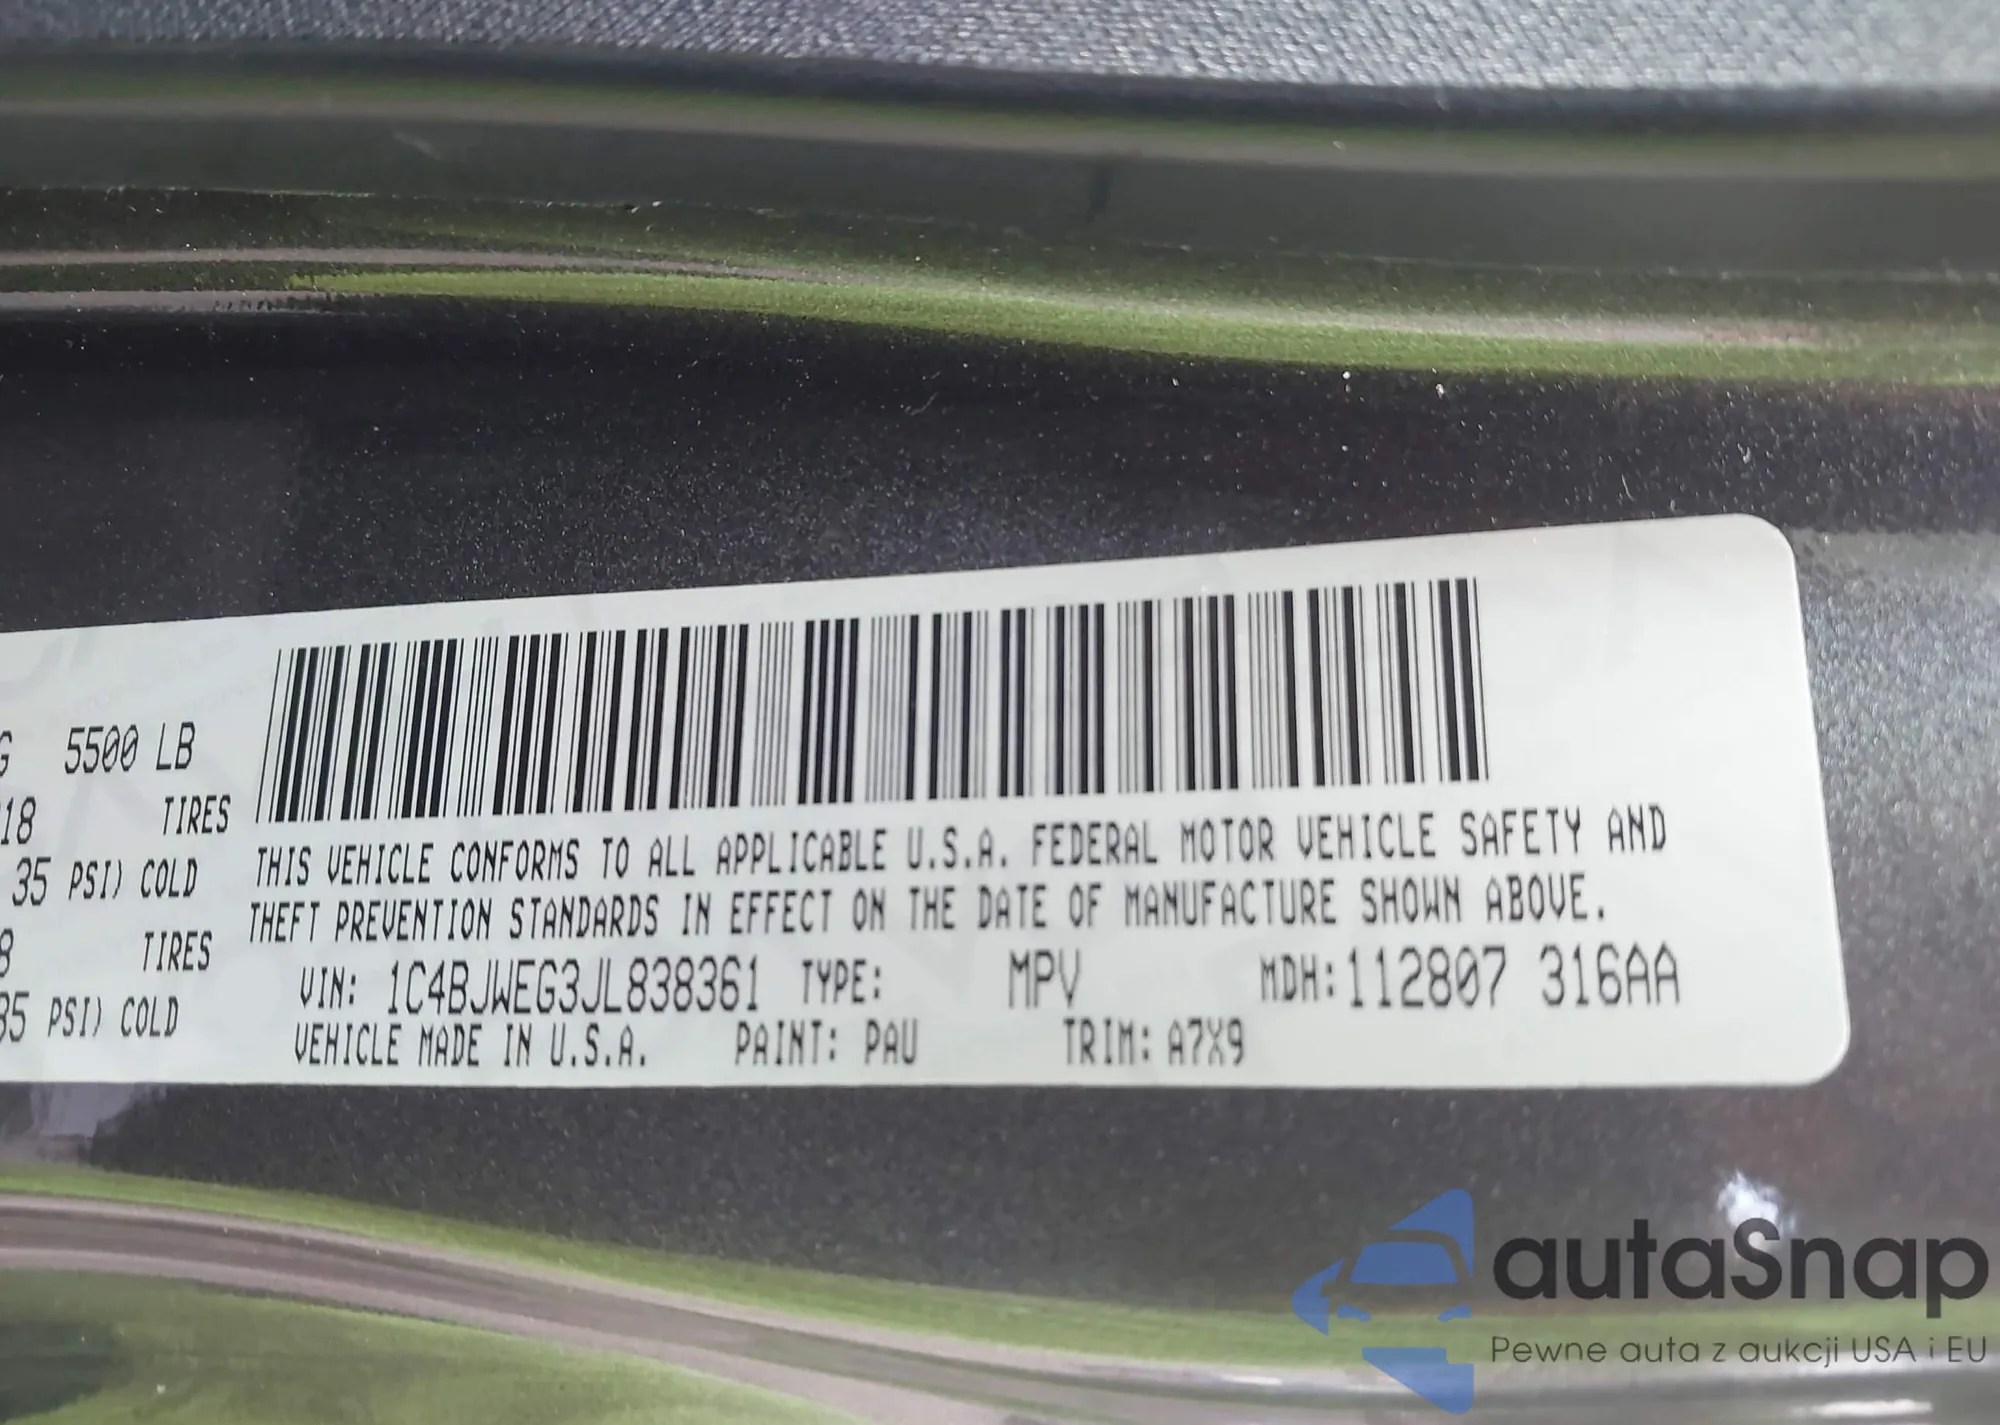 G 5500 LB
18 TIRES
35 PSI) COLD
8 TIRES
35 PSI) COLD
THIS VEHICLE CONFORMS TO ALL APPLICABLE U.S.A. FEDERAL MOTOR VEHICLE SAFETY AND
THEFT PREVENTION STANDARDS IN EFFECT ON THE DATE OF MANUFACTURE SHOWN ABOVE.
VIN: 1C4BJWEG3JL838361 TYPE: MPV MDH:112807 316AA
VEHICLE MADE IN U.S.A. PAINT: PAU TRIM: A7X9
autaSnap
Pewne auta z aukcji USA i EU